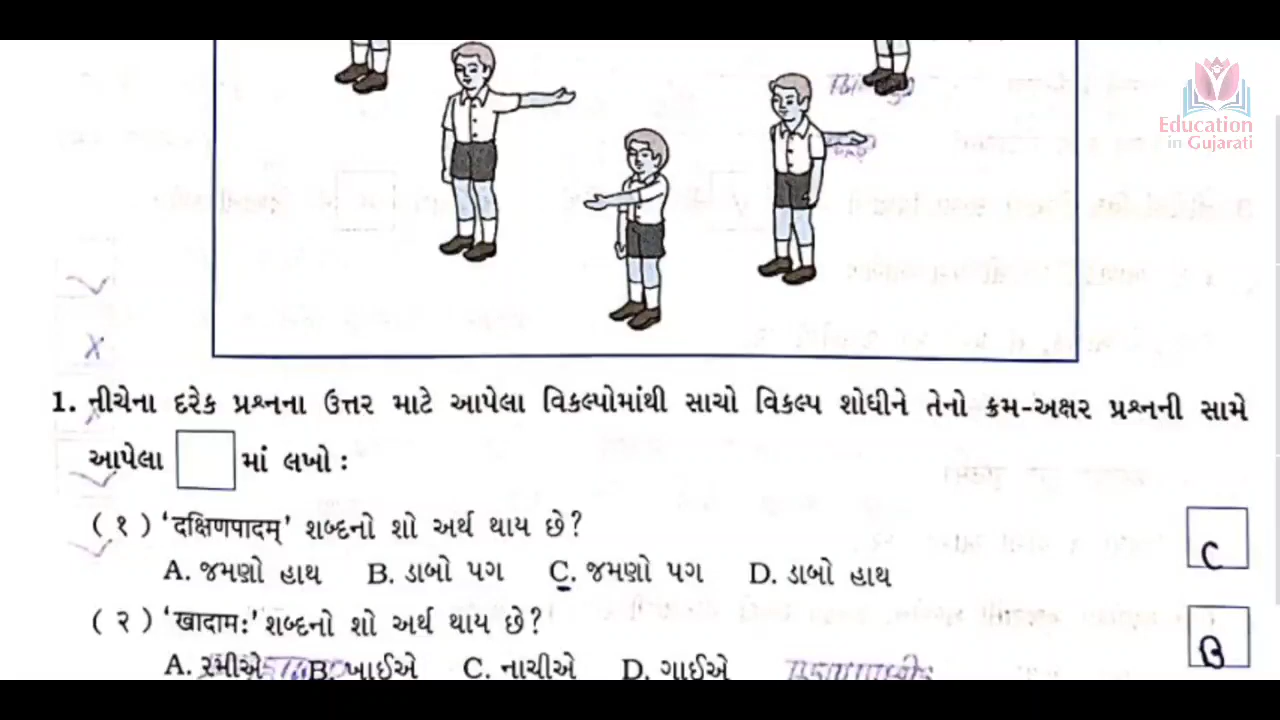 Education
in Gujarati
1. નીચેના દરેક પ્રશ્નના ઉત્તર માટે આપેલા વિકલ્પોમાંથી સાચો વિકલ્પ શોધીને તેનો ક્રમ-અક્ષર પ્રશ્નની સામે
આપેલા માં લખો :
( ૧ ) ‘दक्षिणपादम्’ શબ્દનો શો અર્થ થાય છે?
C
A. જમણો હાથ B. ડાબો પગ C. જમણો પગ D. ડાબો હાથ
( ૨ ) ‘खादामः’ શબ્દનો શો અર્થ થાય છે?
B
A. રમીએ B. ખાઈએ C. નાચીએ D. ગાઈએ